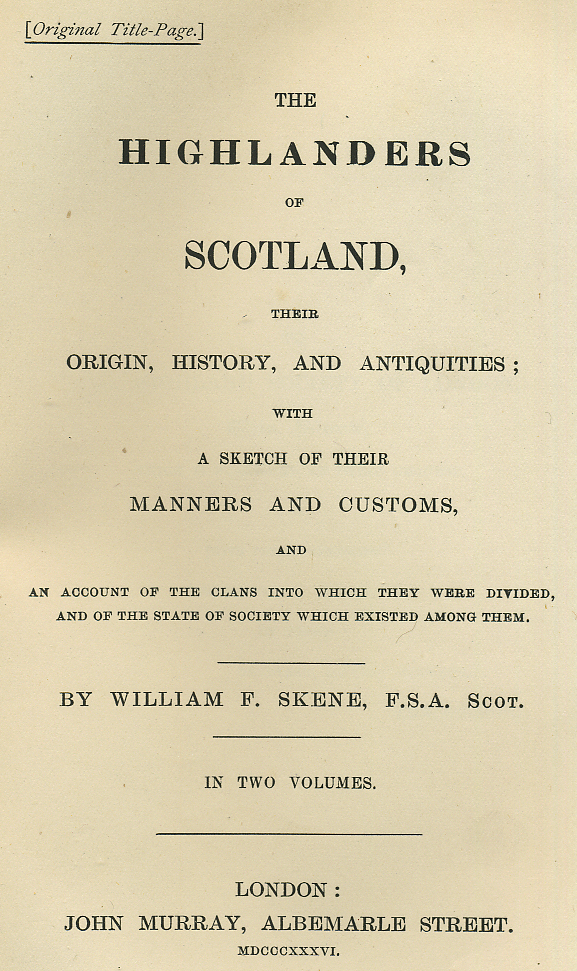 [Original Title-Page.]
THE
HIGHLANDERS
OF
SCOTLAND,
THEIR
ORIGIN, HISTORY, AND ANTIQUITIES ;
WITH
A SKETCH OF THEIR
MANNERS AND CUSTOMS,
AND
AN ACCOUNT OF THE CLANS INTO WHICH THEY WERE DIVIDED,
AND OF THE STATE OF SOCIETY WHICH EXISTED AMONG THEM.
BY WILLIAM F. SKENE, F.S.A. SCOT.
IN TWO VOLUMES.
LONDON :
JOHN MURRAY, ALBEMARLE STREET.
MDCCCXXXVI.